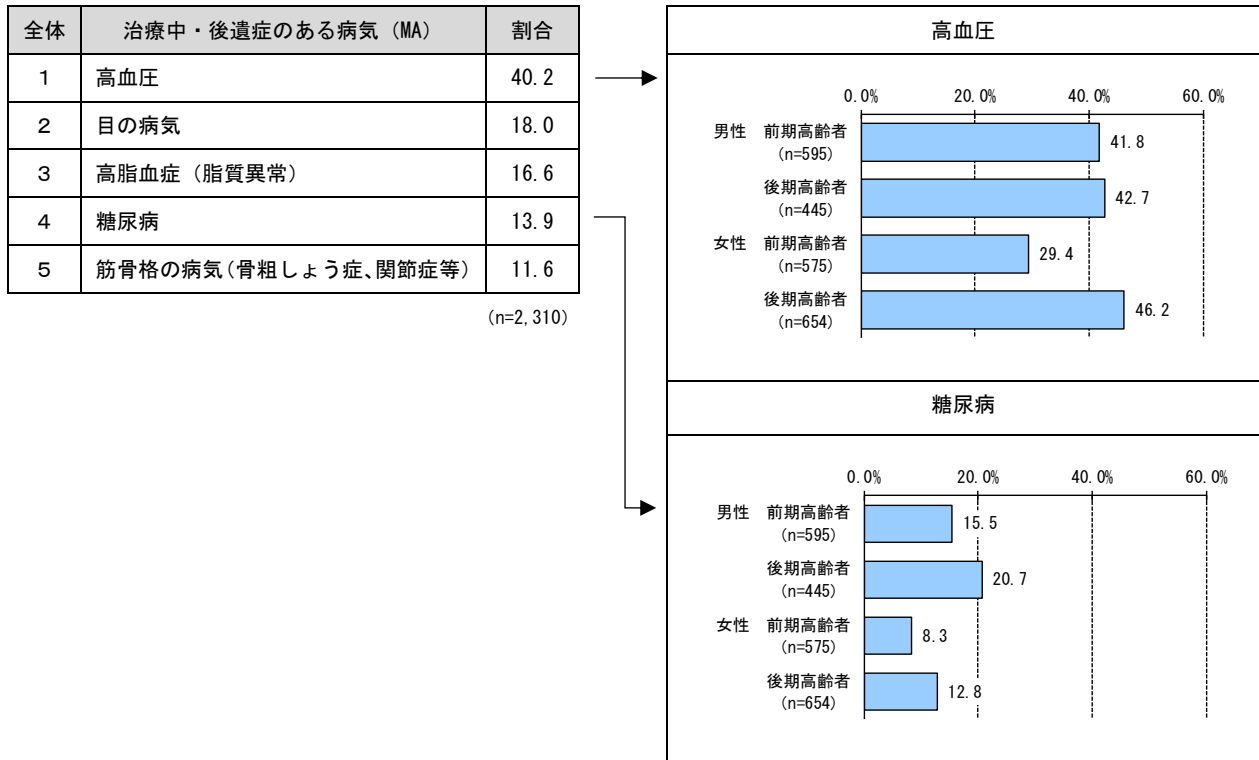 全体 治療中・後遺症のある病気（MA） 割合
1 高血圧 40.2
2 目の病気 18.0
3 高脂血症（脂質異常） 16.6
4 糖尿病 13.9
5 筋骨格の病気（骨粗しょう症、関節症等） 11.6
(n=2,310)
高血圧
0.0% 20.0% 40.0% 60.0%
男性 前期高齢者 41.8
(n=595)
後期高齢者 42.7
(n=445)
女性 前期高齢者 29.4
(n=575)
後期高齢者 46.2
(n=654)
糖尿病
0.0% 20.0% 40.0% 60.0%
男性 前期高齢者 15.5
(n=595)
後期高齢者 20.7
(n=445)
女性 前期高齢者 8.3
(n=575)
後期高齢者 12.8
(n=654)